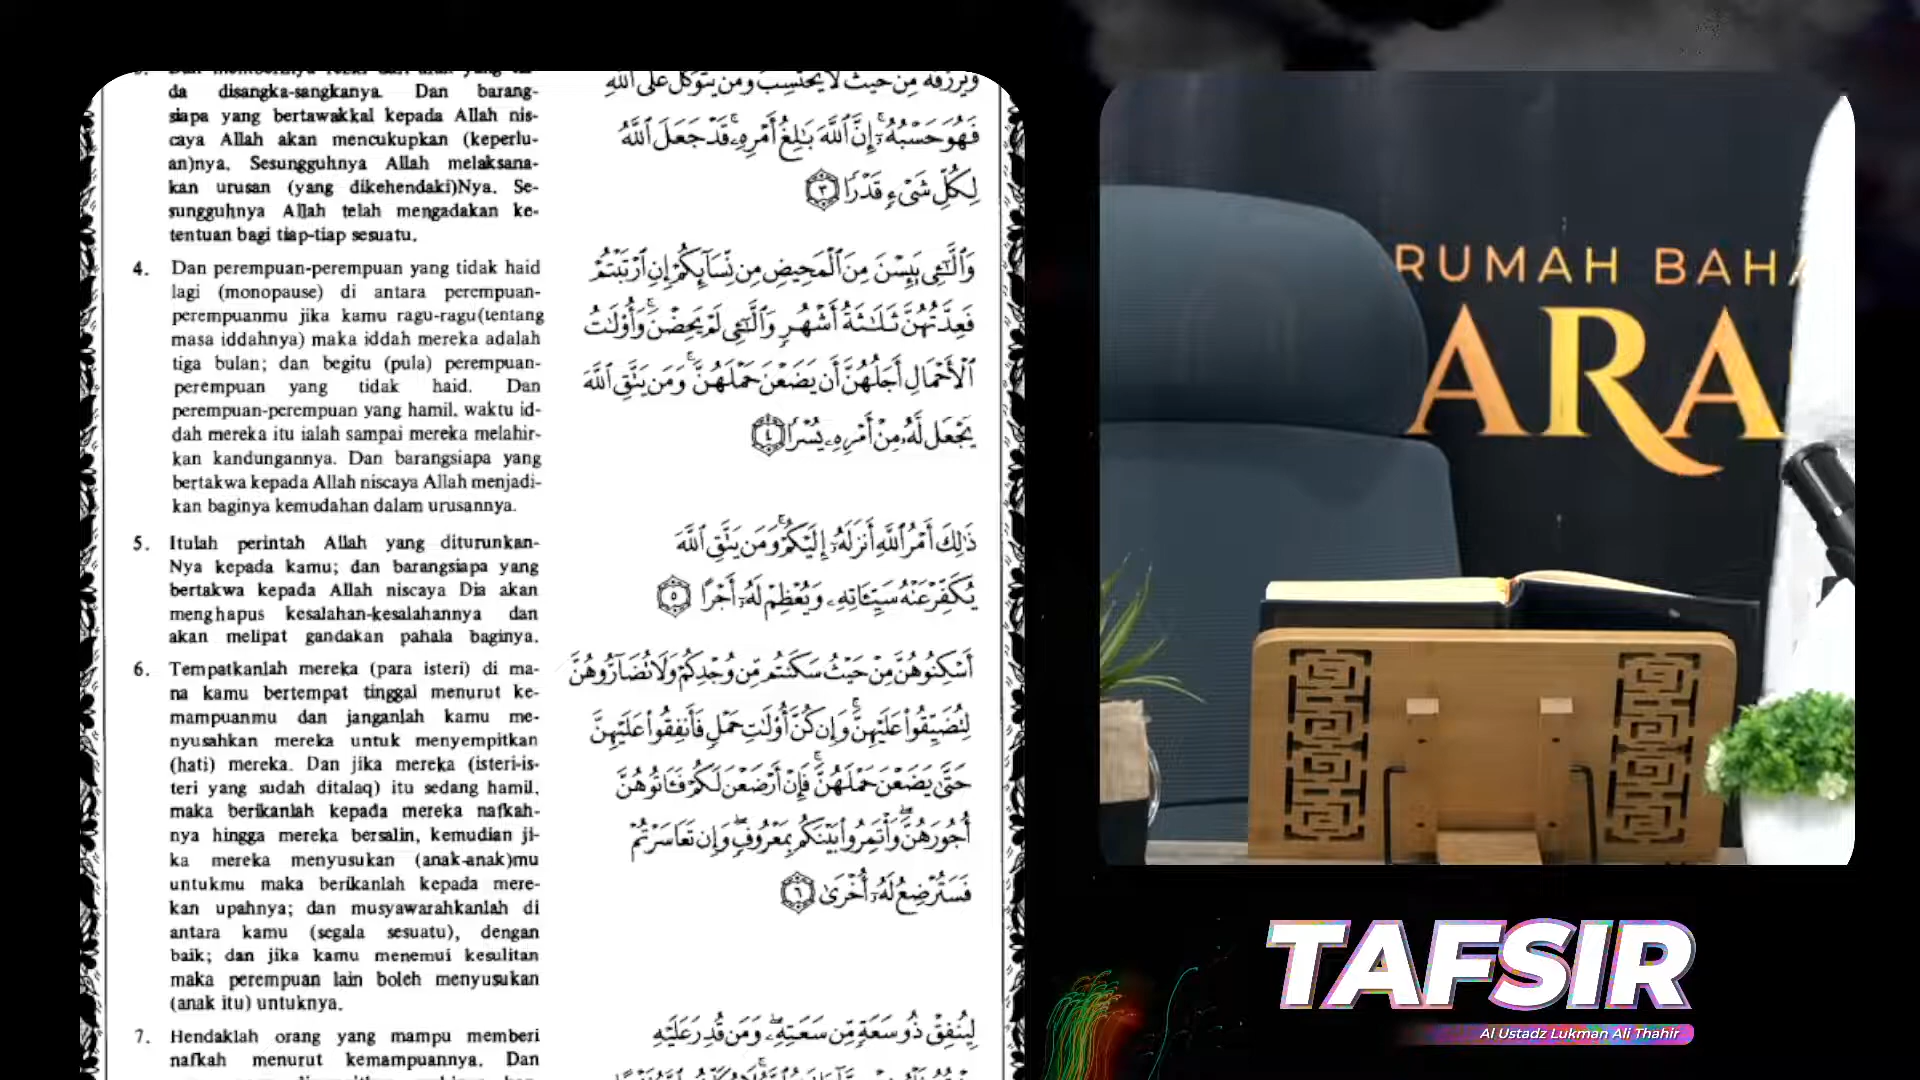 da disangka-sangkanya. Dan barang-
siapa yang bertawakkal kepada Allah nis-
caya Allah akan mencukupkan (keperlu-
an)nya. Sesungguhnya Allah melaksana-
kan urusan (yang dikehendaki)Nya. Se-
sungguhnya Allah telah mengadakan ke-
tentuan bagi tiap-tiap sesuatu.
4. Dan perempuan-perempuan yang tidak haid
lagi (monopause) di antara perempuan-
perempuanmu jika kamu ragu-ragu(tentang
masa iddahnya) maka iddah mereka adalah
tiga bulan; dan begitu (pula) perempuan-
perempuan yang tidak haid. Dan
perempuan-perempuan yang hamil, waktu id-
dah mereka itu ialah sampai mereka melahir-
kan kandungannya. Dan barangsiapa yang
bertakwa kepada Allah niscaya Allah menjadi-
kan baginya kemudahan dalam urusannya.
5. Itulah perintah Allah yang diturunkan-
Nya kepada kamu; dan barangsiapa yang
bertakwa kepada Allah niscaya Dia akan
menghapus kesalahan-kesalahannya dan
akan melipat gandakan pahala baginya.
6. Tempatkanlah mereka (para isteri) di ma-
na kamu bertempat tinggal menurut ke-
mampuanmu dan janganlah kamu me-
nyusahkan mereka untuk menyempitkan
(hati) mereka. Dan jika mereka (isteri-is-
teri yang sudah ditalaq) itu sedang hamil,
maka berikanlah kepada mereka nafkah-
nya hingga mereka bersalin, kemudian ji-
ka mereka menyusukan (anak-anak)mu
untukmu maka berikanlah kepada mere-
kan upahnya; dan musyawarahkanlah di
antara kamu (segala sesuatu), dengan
baik; dan jika kamu menemui kesulitan
maka perempuan lain boleh menyusukan
(anak itu) untuknya.
7. Hendaklah orang yang mampu memberi
nafkah menurut kemampuannya. Dan
وَيَرْزُقْهُ مِنْ حَيْثُ لَا يَحْتَسِبُ وَمَن يَتَوَكَّلْ عَلَى ٱللَّهِ
فَهُوَ حَسْبُهُۥٓ ۚ إِنَّ ٱللَّهَ بَٰلِغُ أَمْرِهِۦ ۚ قَدْ جَعَلَ ٱللَّهُ
لِكُلِّ شَىْءٍ قَدْرًا ٣
وَٱلَّٰٓـِٔى يَئِسْنَ مِنَ ٱلْمَحِيضِ مِن نِّسَآئِكُمْ إِنِ ٱرْتَبْتُمْ
فَعِدَّتُهُنَّ ثَلَٰثَةُ أَشْهُرٍ وَٱلَّٰٓـِٔى لَمْ يَحِضْنَ ۚ وَأُو۟لَٰتُ
ٱلْأَحْمَالِ أَجَلُهُنَّ أَن يَضَعْنَ حَمْلَهُنَّ ۚ وَمَن يَتَّقِ ٱللَّهَ
يَجْعَل لَّهُۥ مِنْ أَمْرِهِۦ يُسْرًا ٤
ذَٰلِكَ أَمْرُ ٱللَّهِ أَنزَلَهُۥٓ إِلَيْكُمْ ۚ وَمَن يَتَّقِ ٱللَّهَ
يُكَفِّرْ عَنْهُ سَيِّـَٔاتِهِۦ وَيُعْظِمْ لَهُۥٓ أَجْرًا ٥
أَسْكِنُوهُنَّ مِنْ حَيْثُ سَكَنتُم مِّن وُجْدِكُمْ وَلَا تُضَآرُّوهُنَّ
لِتُضَيِّقُوا۟ عَلَيْهِنَّ ۚ وَإِن كُنَّ أُو۟لَٰتِ حَمْلٍ فَأَنفِقُوا۟ عَلَيْهِنَّ
حَتَّىٰ يَضَعْنَ حَمْلَهُنَّ ۚ فَإِنْ أَرْضَعْنَ لَكُمْ فَـَٔاتُوهُنَّ
أُجُورَهُنَّ ۖ وَأْتَمِرُوا۟ بَيْنَكُم بِمَعْرُوفٍ ۖ وَإِن تَعَاسَرْتُمْ
فَسَتُرْضِعُ لَهُۥٓ أُخْرَىٰ ٦
لِيُنفِقْ ذُو سَعَةٍ مِّن سَعَتِهِۦ ۖ وَمَن قُدِرَ عَلَيْهِ
RUMAH BAHA
ARA
TAFSIR
Al Ustadz Lukman Ali Thahir